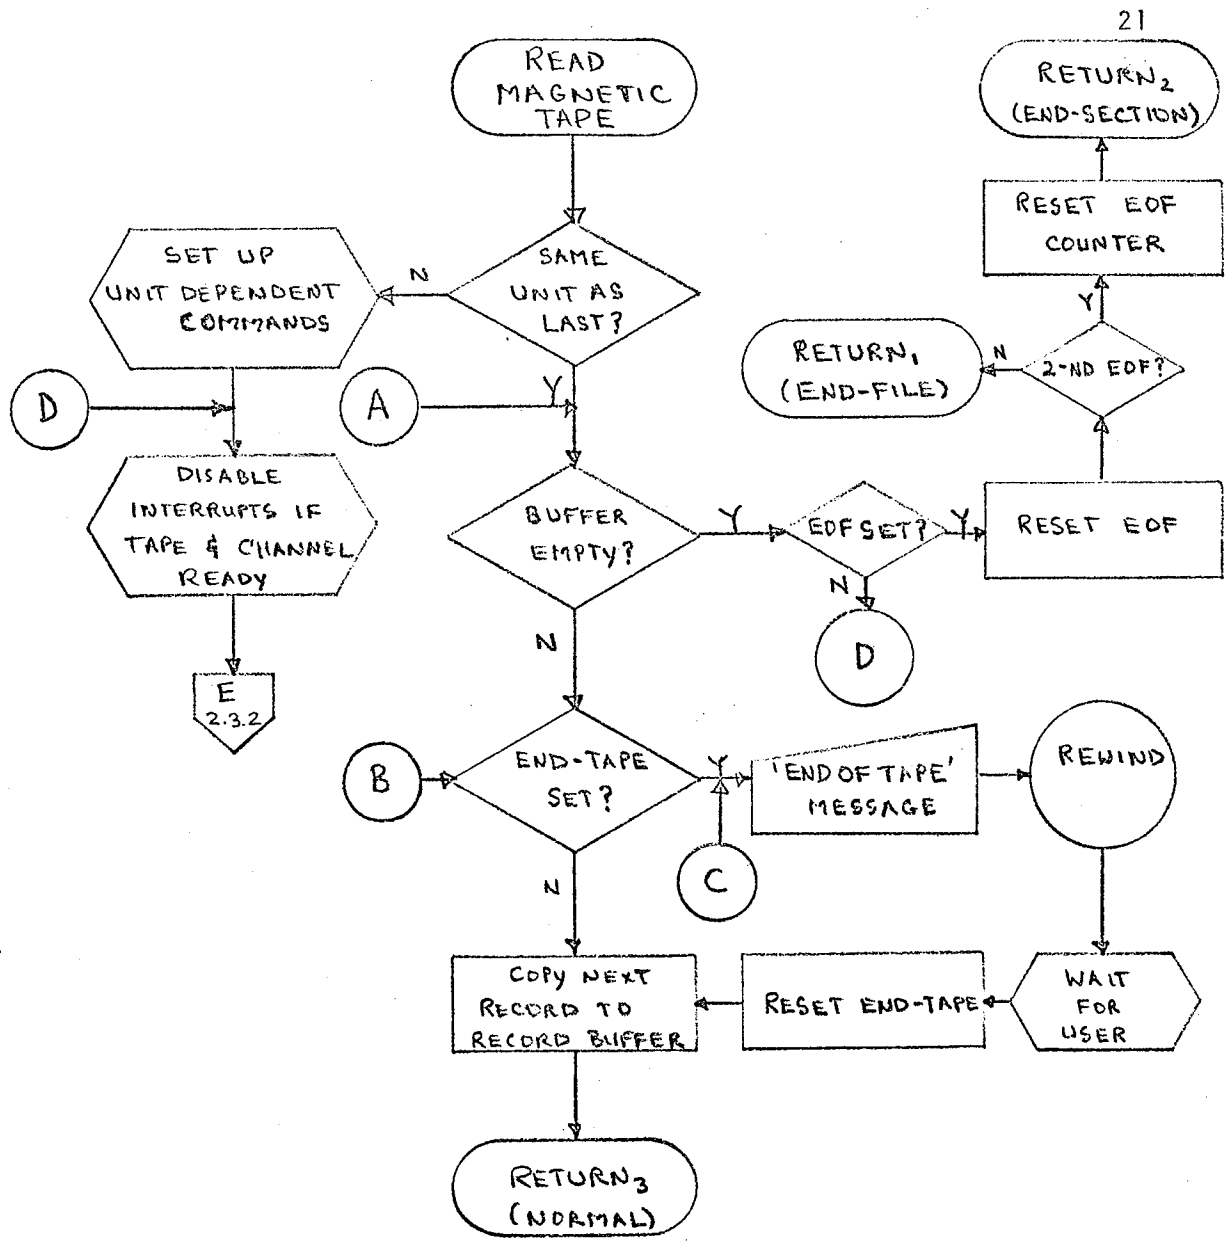 21
READ
MAGNETIC
TAPE
RETURN2
(END-SECTION)
RESET EOF
COUNTER
SET UP
UNIT DEPENDENT
COMMANDS
N
SAME
UNIT AS
LAST?
Y
Y
RETURN1
(END-FILE)
N
2-ND EOF?
D
A
DISABLE
INTERRUPTS IF
TAPE & CHANNEL
READY
BUFFER
EMPTY?
Y
EOF SET?
Y
RESET EOF
N
N
D
E
2.3.2
B
END-TAPE
SET?
Y
'END OF TAPE'
MESSAGE
REWIND
C
N
COPY NEXT
RECORD TO
RECORD BUFFER
RESET END-TAPE
WAIT
FOR
USER
RETURN3
(NORMAL)